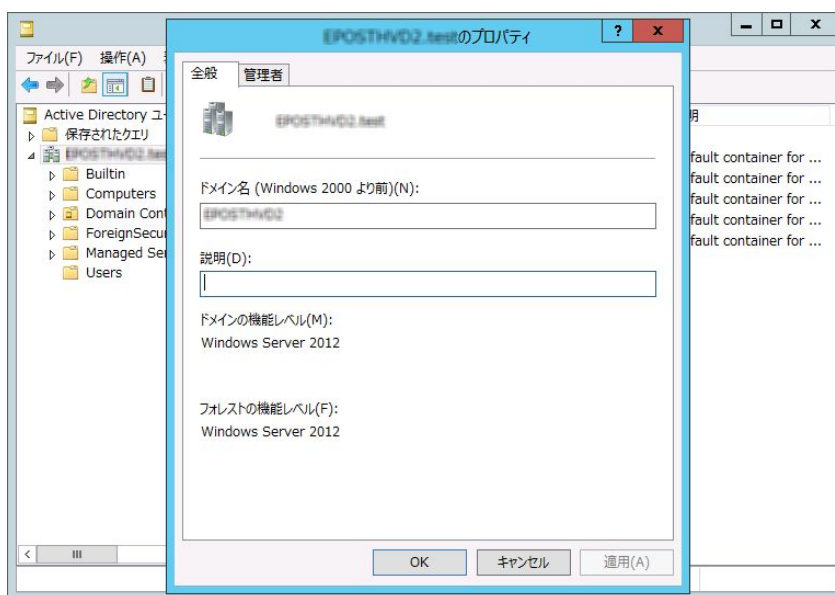 のプロパティ
? x
ファイル(F) 操作(A)
全般 管理者
Active Directory ユ
保存されたクエリ
Builtin
Computers
Domain Con
ForeignSecu
Managed Se
Users
ドメイン名 (Windows 2000 より前)(N):
説明(D):
ドメインの機能レベル(M):
Windows Server 2012
フォレストの機能レベル(F):
Windows Server 2012
OK キャンセル 適用(A)
明
fault container for ...
fault container for ...
fault container for ...
fault container for ...
fault container for ...